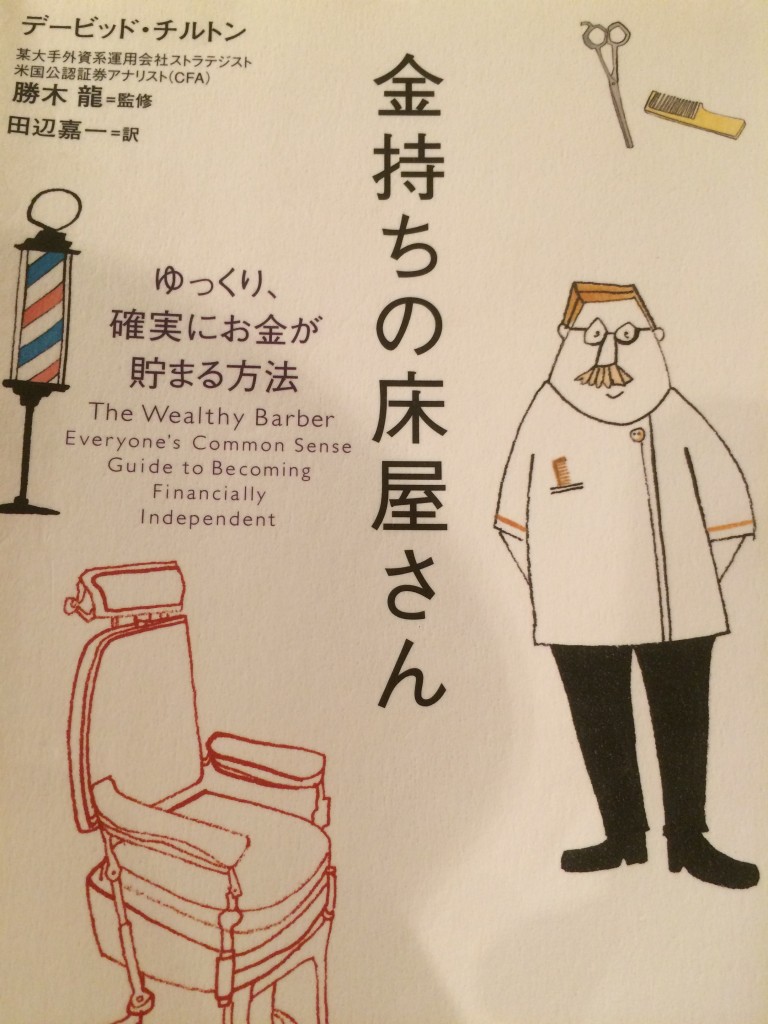 デービッド・チルトン
某大手外資系運用会社ストラテジスト
米国公認証券アナリスト(CFA)
勝木 龍=監修
田辺嘉一=訳
金持ちの床屋さん
ゆっくり、
確実にお金が
貯まる方法
The Wealthy Barber
Everyone's Common Sense
Guide to Becoming
Financially
Independent